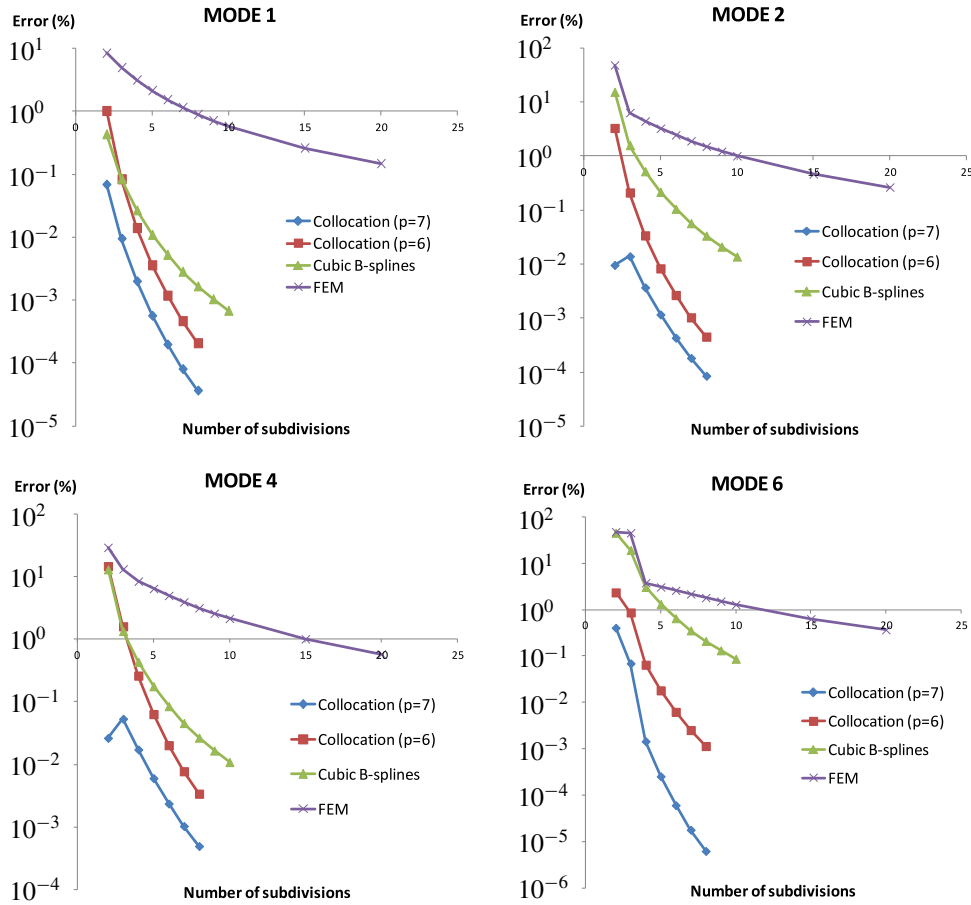 MODE 1
Error (%)
10^1
10^0
10^−1
10^−2
10^−3
10^−4
10^−5
0 5 10 15 20 25
Collocation (p=7)
Collocation (p=6)
Cubic B-splines
FEM
Number of subdivisions
MODE 2
Error (%)
10^2
10^1
10^0
10^−1
10^−2
10^−3
10^−4
10^−5
0 5 10 15 20 25
Collocation (p=7)
Collocation (p=6)
Cubic B-splines
FEM
Number of subdivisions
MODE 4
Error (%)
10^2
10^1
10^0
10^−1
10^−2
10^−3
10^−4
0 5 10 15 20 25
Collocation (p=7)
Collocation (p=6)
Cubic B-splines
FEM
Number of subdivisions
MODE 6
Error (%)
10^2
10^1
10^0
10^−1
10^−2
10^−3
10^−4
10^−5
10^−6
0 5 10 15 20 25
Collocation (p=7)
Collocation (p=6)
Cubic B-splines
FEM
Number of subdivisions